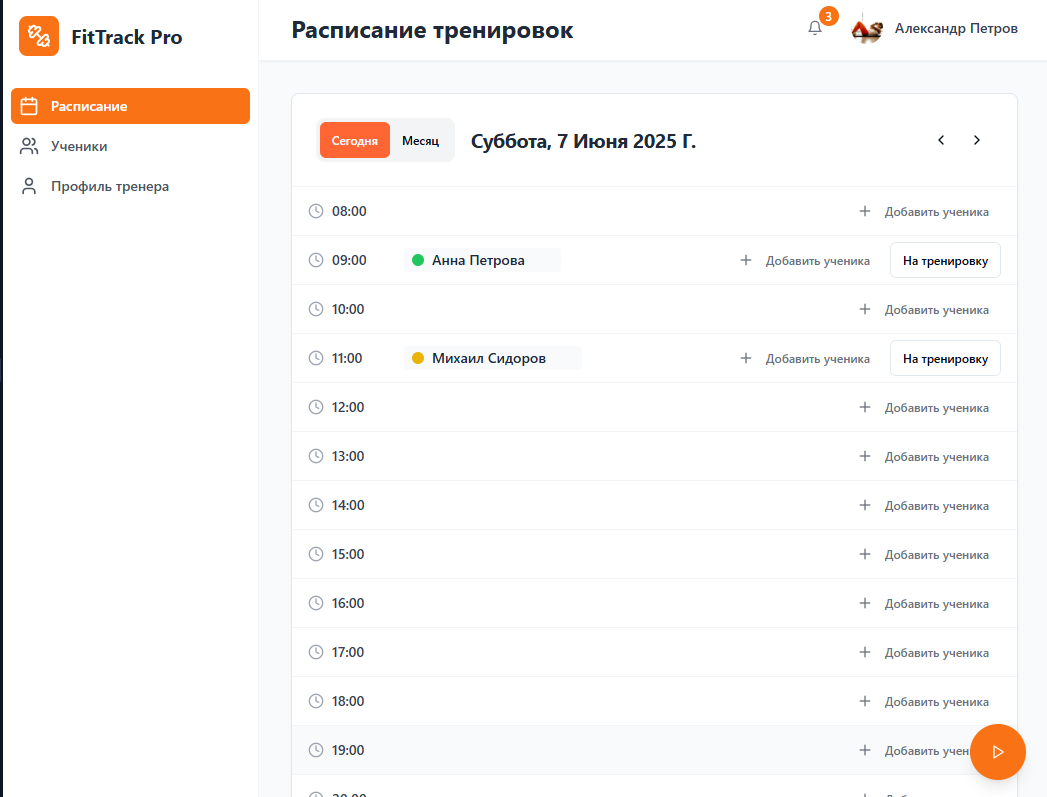 FitTrack Pro
Расписание тренировок
3
Александр Петров
Расписание
Ученики
Профиль тренера
Сегодня Месяц Суббота, 7 Июня 2025 Г.
08:00 + Добавить ученика
09:00 Анна Петрова + Добавить ученика На тренировку
10:00 + Добавить ученика
11:00 Михаил Сидоров + Добавить ученика На тренировку
12:00 + Добавить ученика
13:00 + Добавить ученика
14:00 + Добавить ученика
15:00 + Добавить ученика
16:00 + Добавить ученика
17:00 + Добавить ученика
18:00 + Добавить ученика
19:00 + Добавить учен